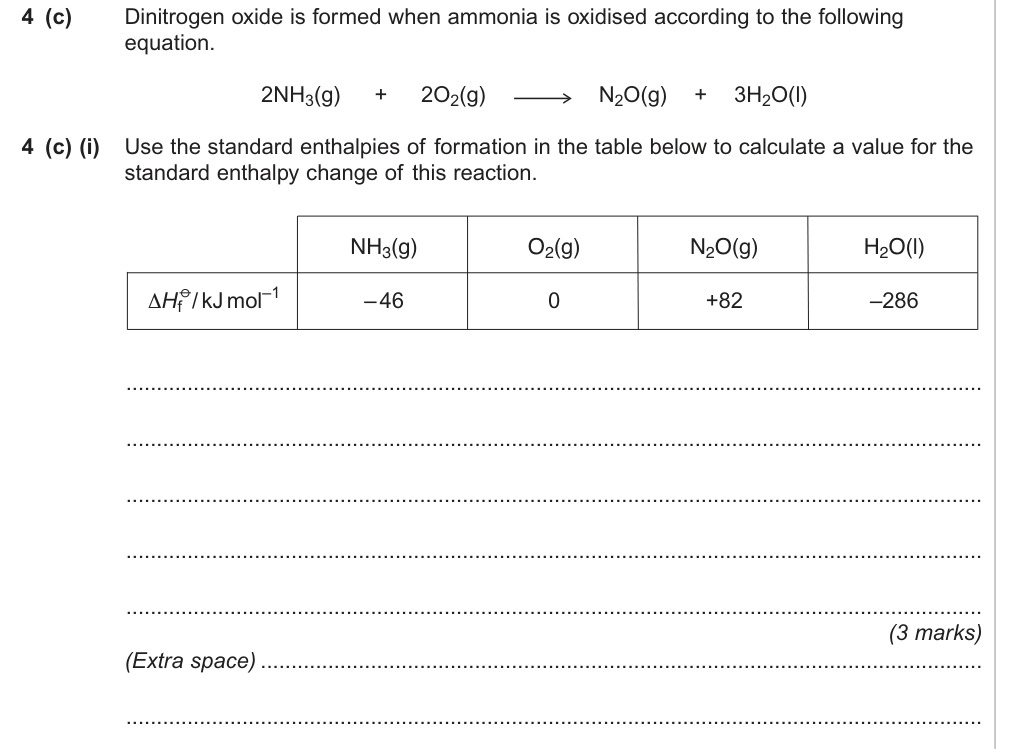 4 (c) Dinitrogen oxide is formed when ammonia is oxidised according to the following
equation.
2NH₃(g) + 2O₂(g) ⟶ N₂O(g) + 3H₂O(l)
4 (c) (i) Use the standard enthalpies of formation in the table below to calculate a value for the
standard enthalpy change of this reaction.
NH₃(g) O₂(g) N₂O(g) H₂O(l)
ΔHf⦵ / kJ mol⁻¹ –46 0 +82 –286
(3 marks)
(Extra space)